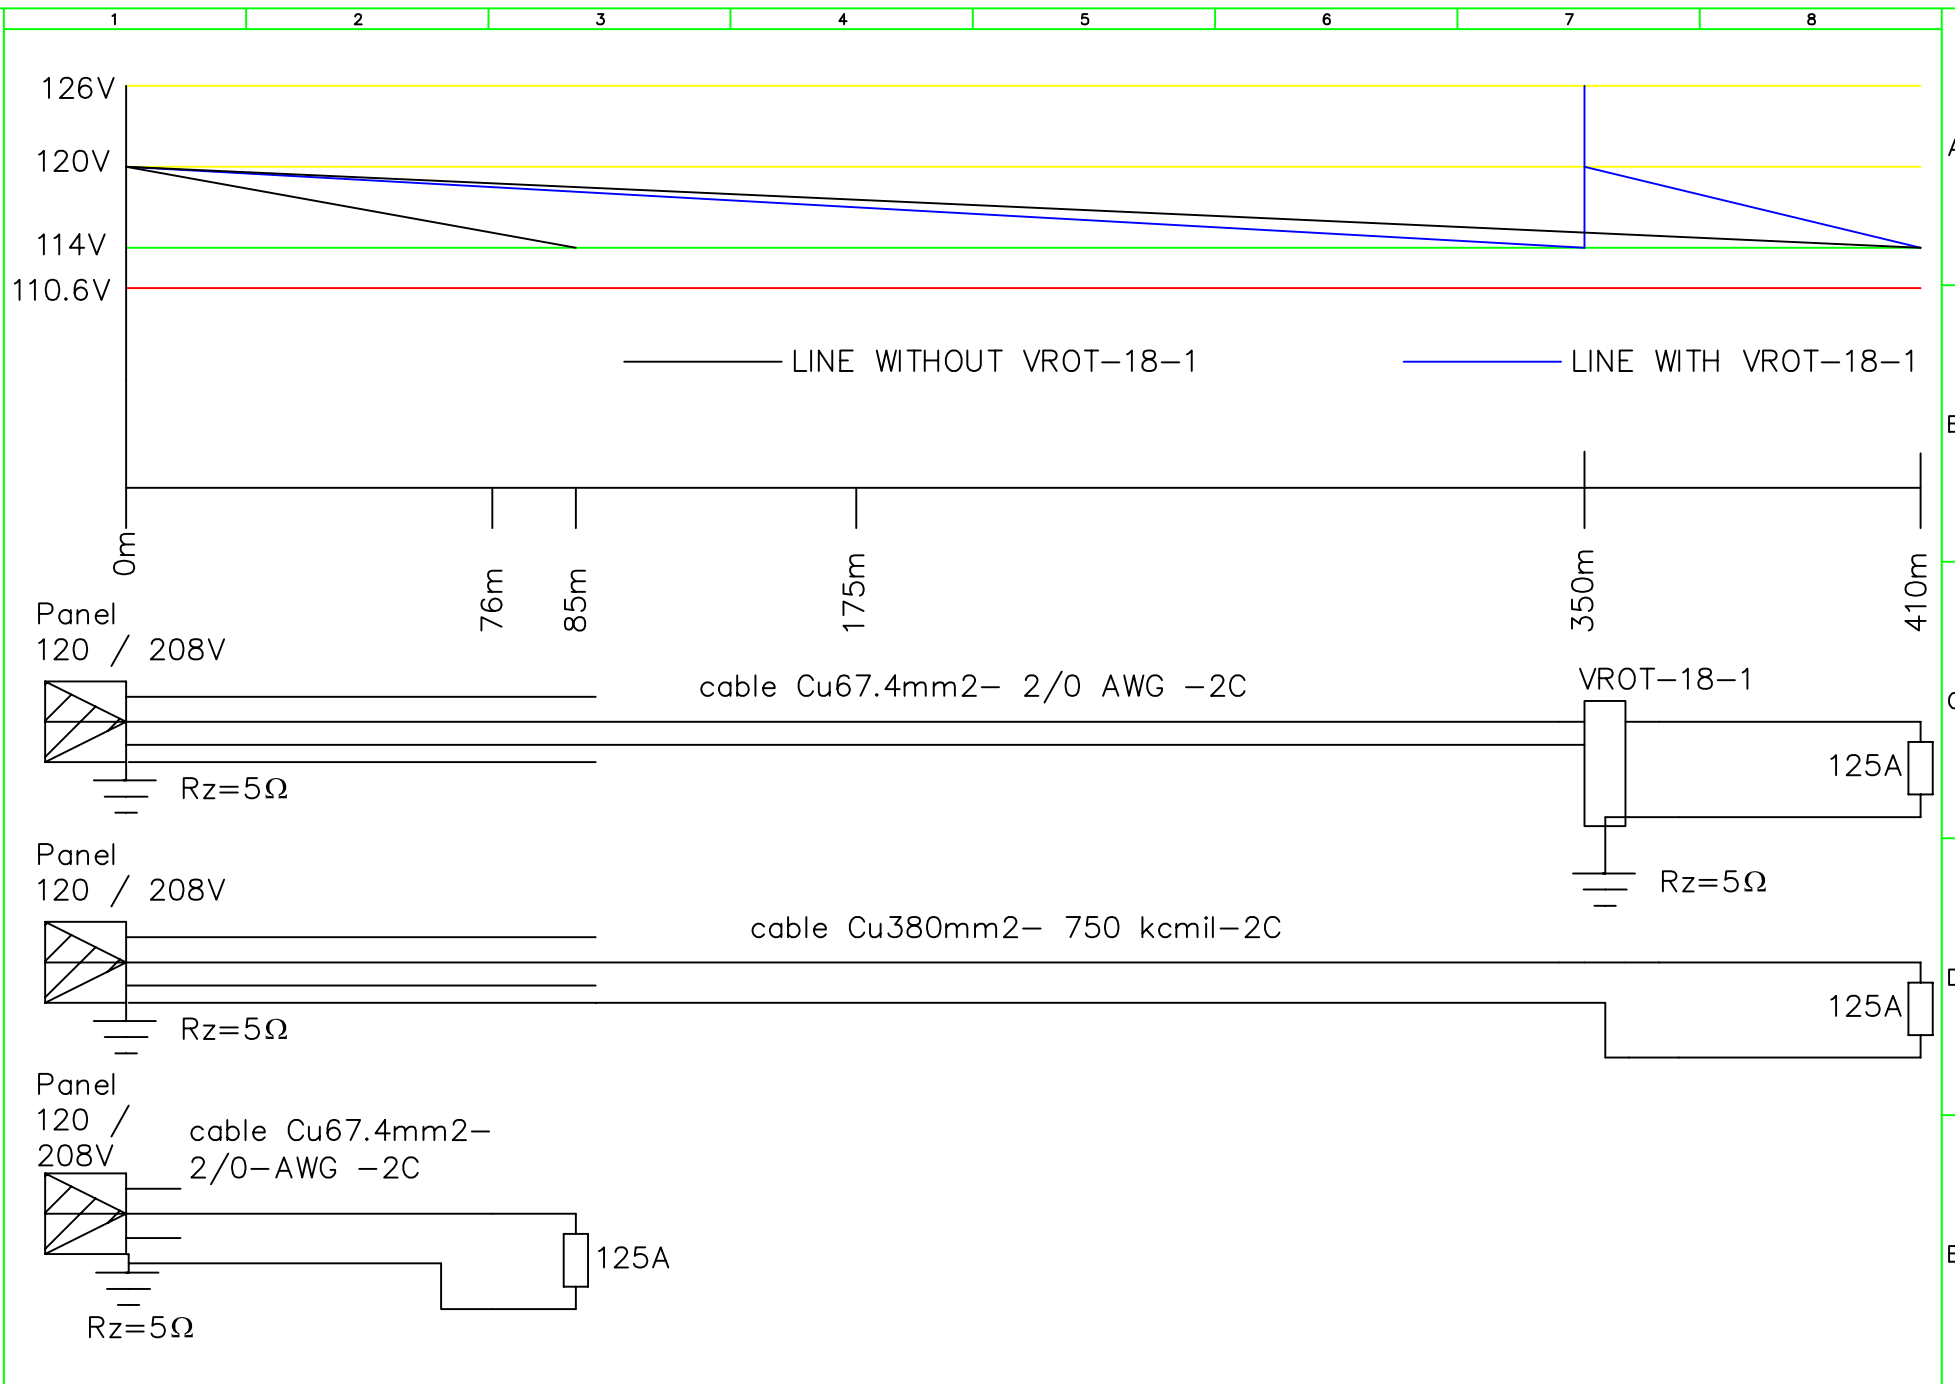 1 2 3 4 5 6 7 8
126V
120V
114V
110.6V
A
LINE WITHOUT VROT-18-1
LINE WITH VROT-18-1
0m
76m
85m
175m
350m
410m
Panel
120 / 208V
cable Cu67.4mm2- 2/0 AWG -2C
VROT-18-1
125A
Rz=5Ω
Rz=5Ω
Panel
120 / 208V
cable Cu380mm2- 750 kcmil-2C
125A
Rz=5Ω
Panel
120 /
208V
cable Cu67.4mm2-
2/0-AWG -2C
125A
Rz=5Ω